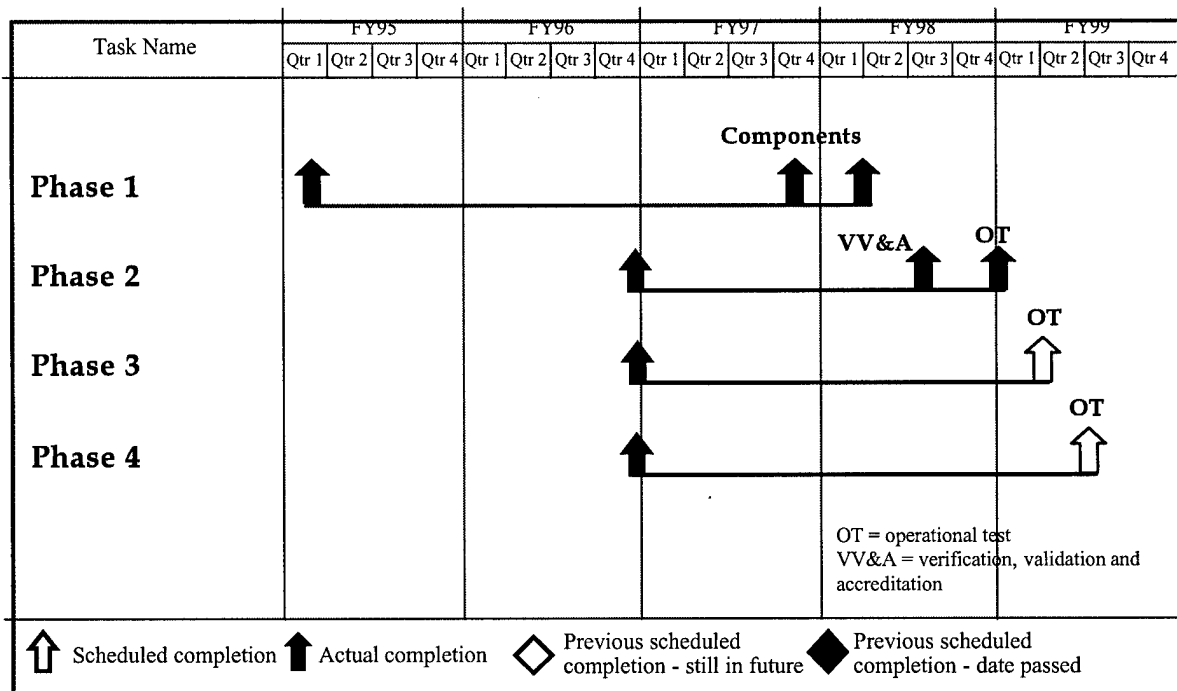 Task Name
FY95 FY96 FY97 FY98 FY99
Qtr 1 Qtr 2 Qtr 3 Qtr 4 Qtr 1 Qtr 2 Qtr 3 Qtr 4 Qtr 1 Qtr 2 Qtr 3 Qtr 4 Qtr 1 Qtr 2 Qtr 3 Qtr 4 Qtr 1 Qtr 2 Qtr 3 Qtr 4
Components
Phase 1
VV&A OT
Phase 2
OT
Phase 3
OT
Phase 4
OT = operational test
VV&A = verification, validation and
accreditation
Scheduled completion
Actual completion
Previous scheduled
completion - still in future
Previous scheduled
completion - date passed